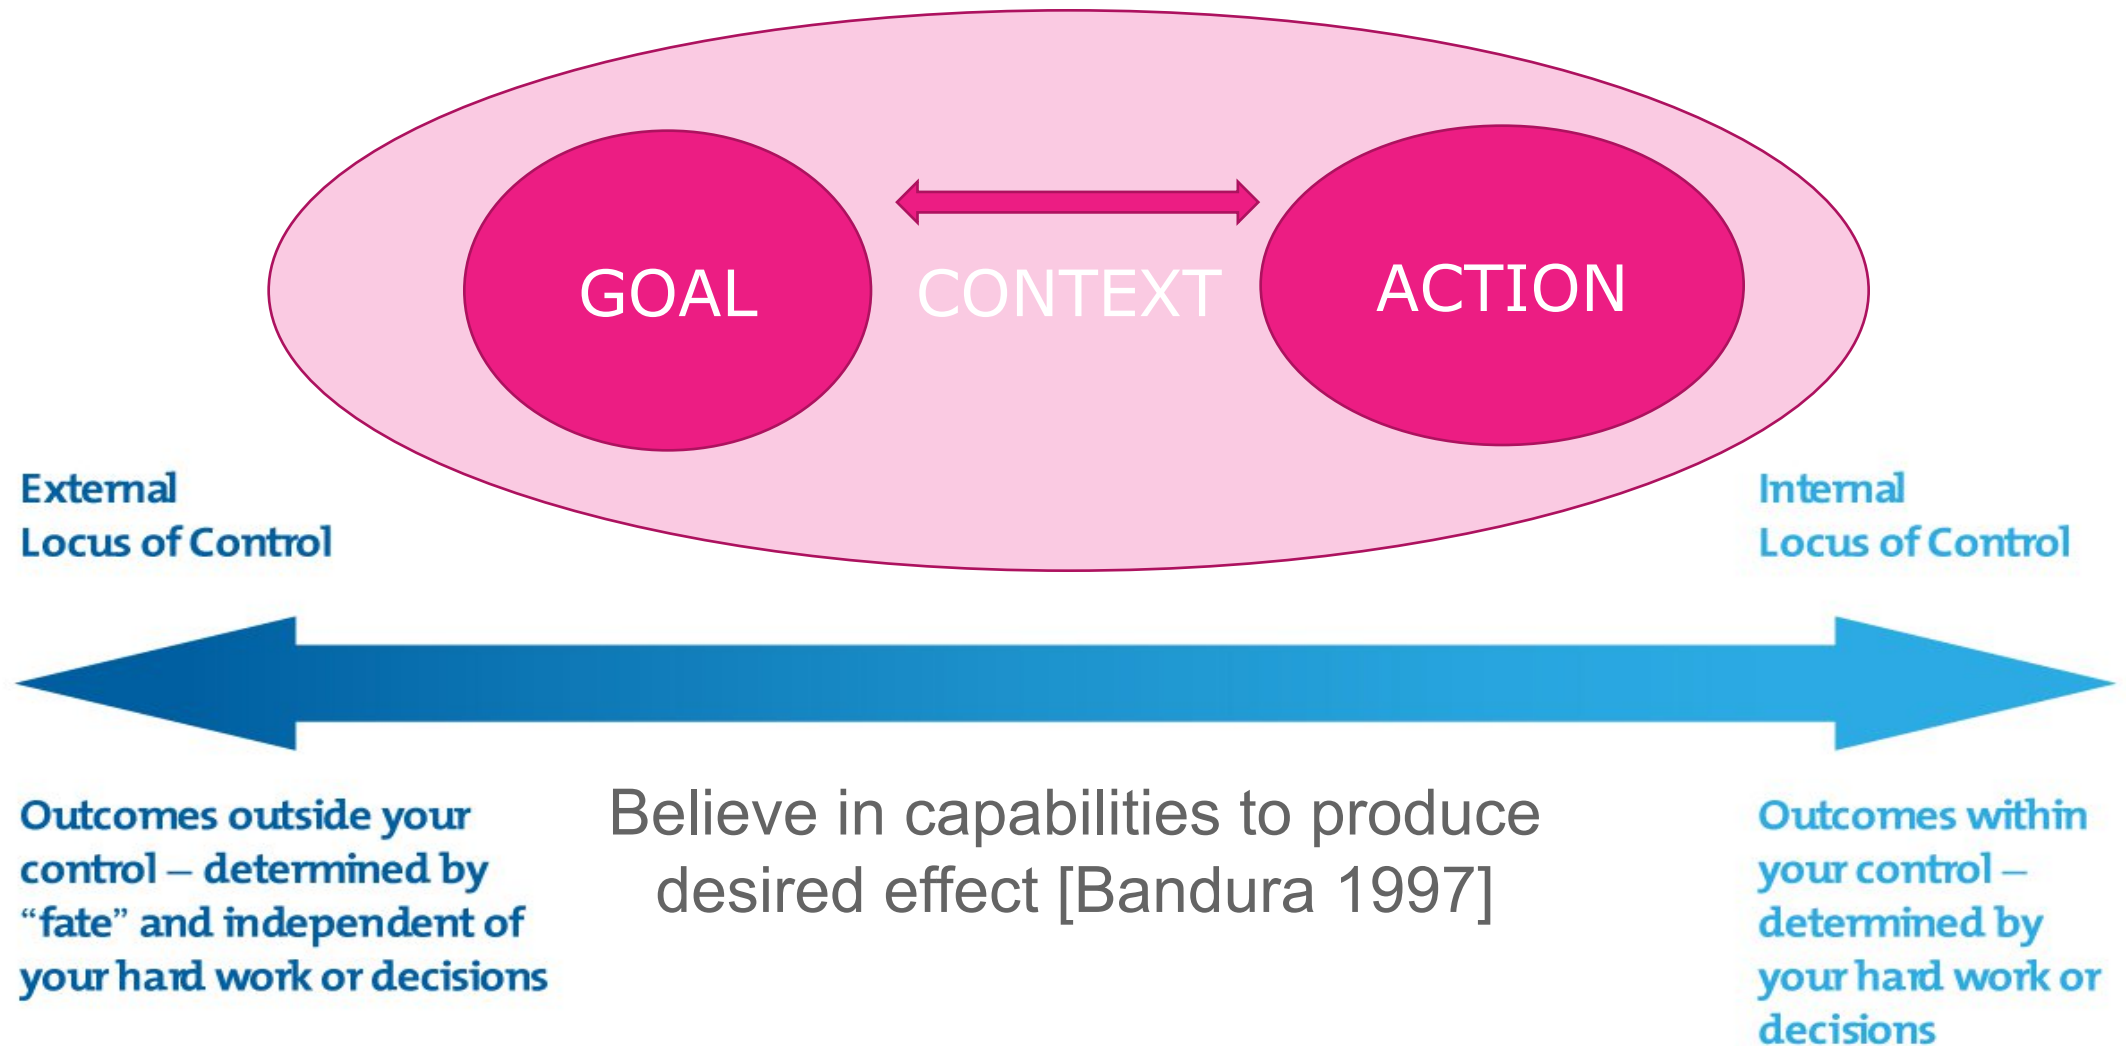 GOAL
CONTEXT
ACTION
External
Locus of Control
Internal
Locus of Control
Outcomes outside your
control – determined by
“fate” and independent of
your hard work or decisions
Believe in capabilities to produce
desired effect [Bandura 1997]
Outcomes within
your control –
determined by
your hard work or
decisions